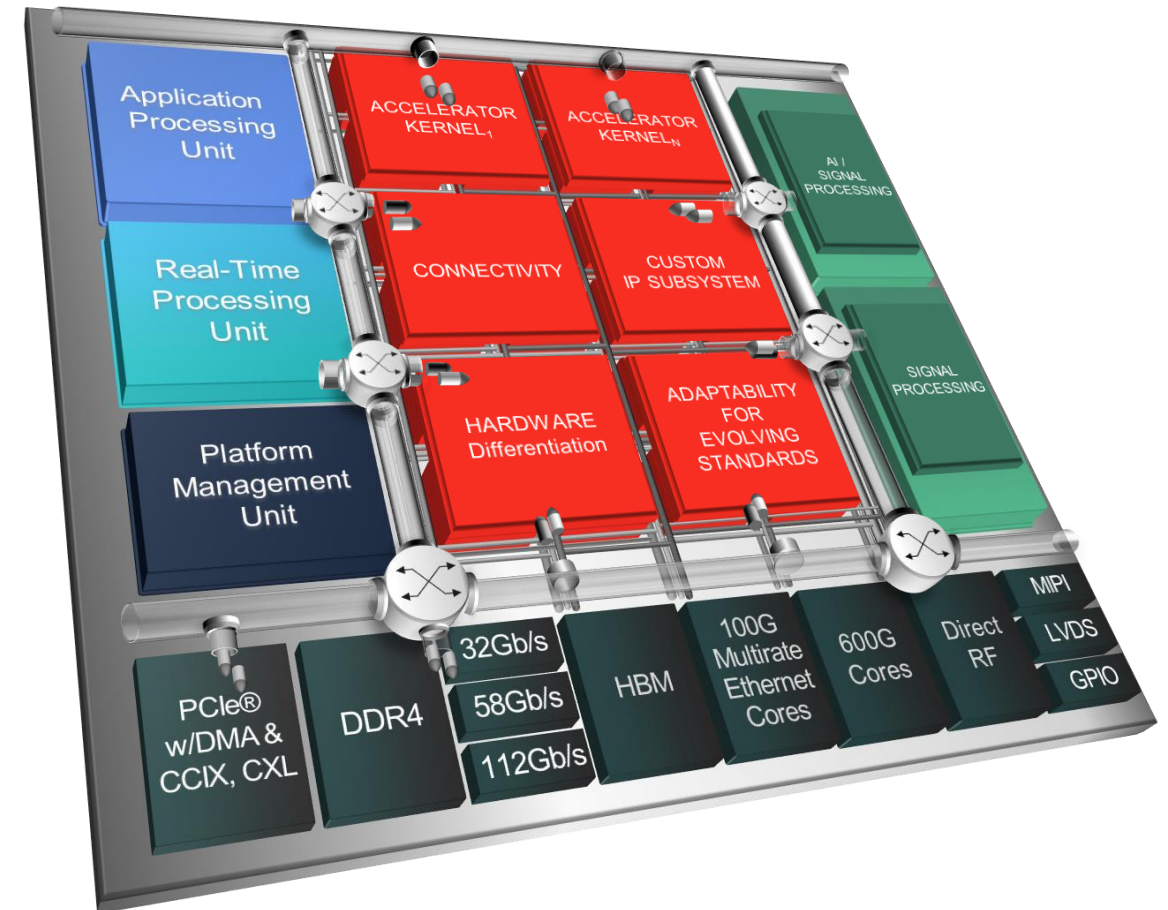 Application
Processing
Unit
ACCELERATOR
KERNEL₁
ACCELERATOR
KERNELₙ
AI /
SIGNAL
PROCESSING
Real-Time
Processing
Unit
CONNECTIVITY
CUSTOM
IP SUBSYSTEM
SIGNAL
PROCESSING
Platform
Management
Unit
HARDWARE
Differentiation
ADAPTABILITY
FOR
EVOLVING
STANDARDS
PCIe®
w/DMA &
CCIX, CXL
DDR4
32Gb/s
58Gb/s
112Gb/s
HBM
100G
Multirate
Ethernet
Cores
600G
Cores
Direct
RF
MIPI
LVDS
GPIO